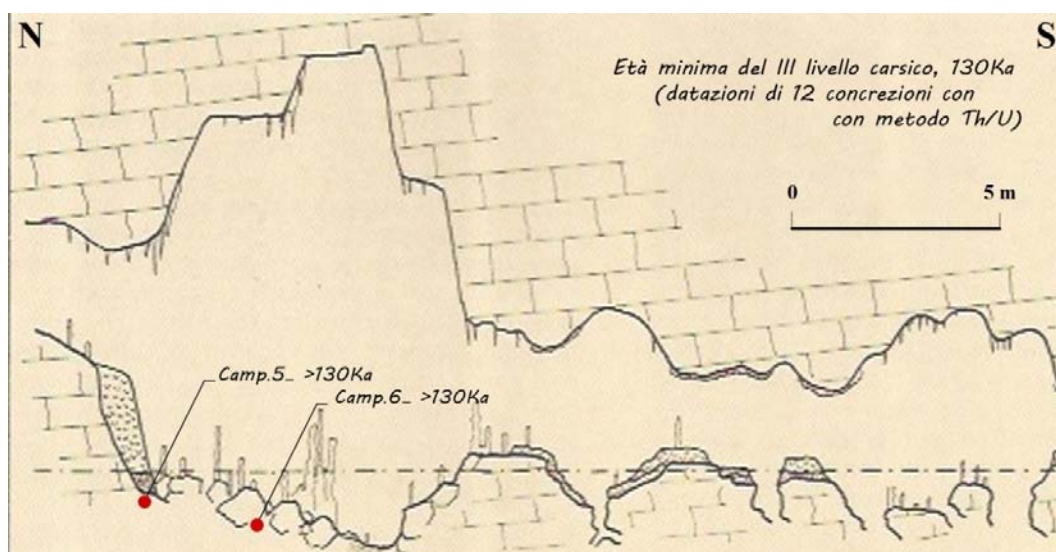 N
S
Età minima del III livello carsico, 130Ka
(datazioni di 12 concrezioni con
con metodo Th/U)
0 5 m
Camp.5_ >130Ka
Camp.6_ >130Ka